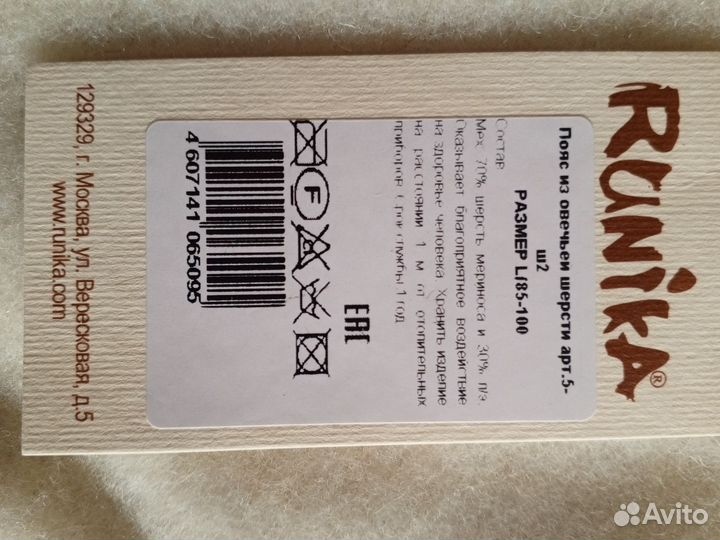 RUNIKA®
Пояс из овечьей шерсти арт.5-
ш2
РАЗМЕР L/85-100
Состав
Мех: 70% шерсть мериноса и 30% п/э.
Оказывает благоприятное воздействие
на здоровье человека. Хранить изделие
на расстоянии 1 м от отопительных
приборов. Срок службы 1 год
EAC
F
4 607141 065095
129329, г. Москва, ул. Вересковая, д.5
www.runika.com
Avito